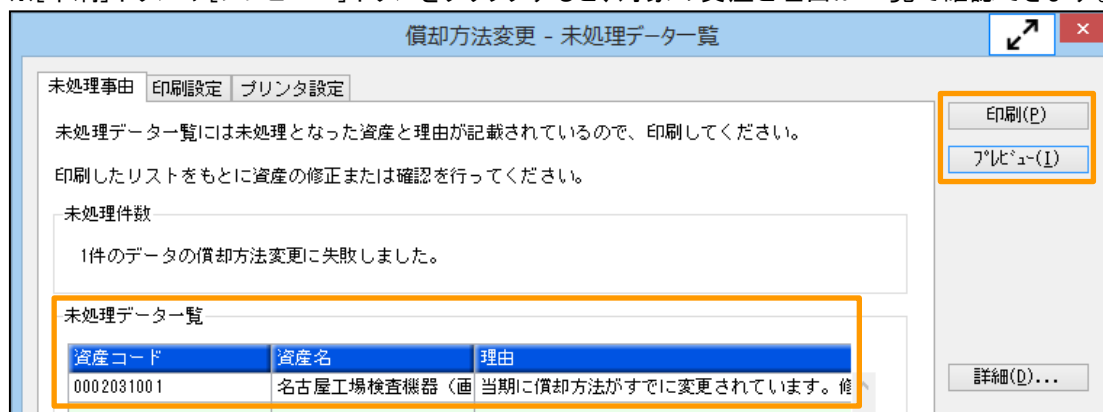 償却方法変更 - 未処理データ一覧
未処理事由 印刷設定 プリンタ設定
未処理データ一覧には未処理となった資産と理由が記載されているので、印刷してください。
印刷したリストをもとに資産の修正または確認を行ってください。
印刷(P)
ﾌﾟﾚﾋﾞｭｰ(I)
未処理件数
1件のデータの償却方法変更に失敗しました。
未処理データ一覧
資産コード 資産名 理由
0002031001 名古屋工場検査機器（画 当期に償却方法がすでに変更されています。修
詳細(D)...